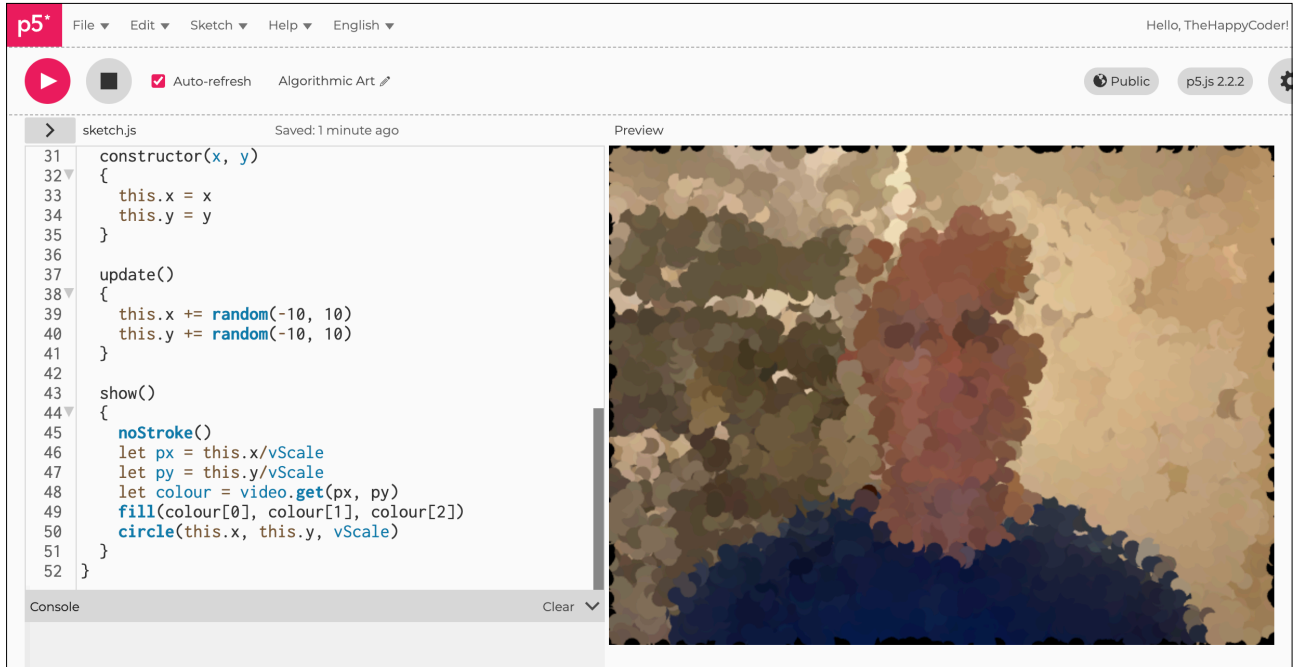 p5* File Edit Sketch Help English Hello, TheHappyCoder!
Auto-refresh Algorithmic Art Public p5.js 2.2.2
> sketch.js Saved: 1 minute ago Preview
31 constructor(x, y)
32 {
33 this.x = x
34 this.y = y
35 }
36
37 update()
38 {
39 this.x += random(-10, 10)
40 this.y += random(-10, 10)
41 }
42
43 show()
44 {
45 noStroke()
46 let px = this.x/vScale
47 let py = this.y/vScale
48 let colour = video.get(px, py)
49 fill(colour[0], colour[1], colour[2])
50 circle(this.x, this.y, vScale)
51 }
52 }
Console Clear